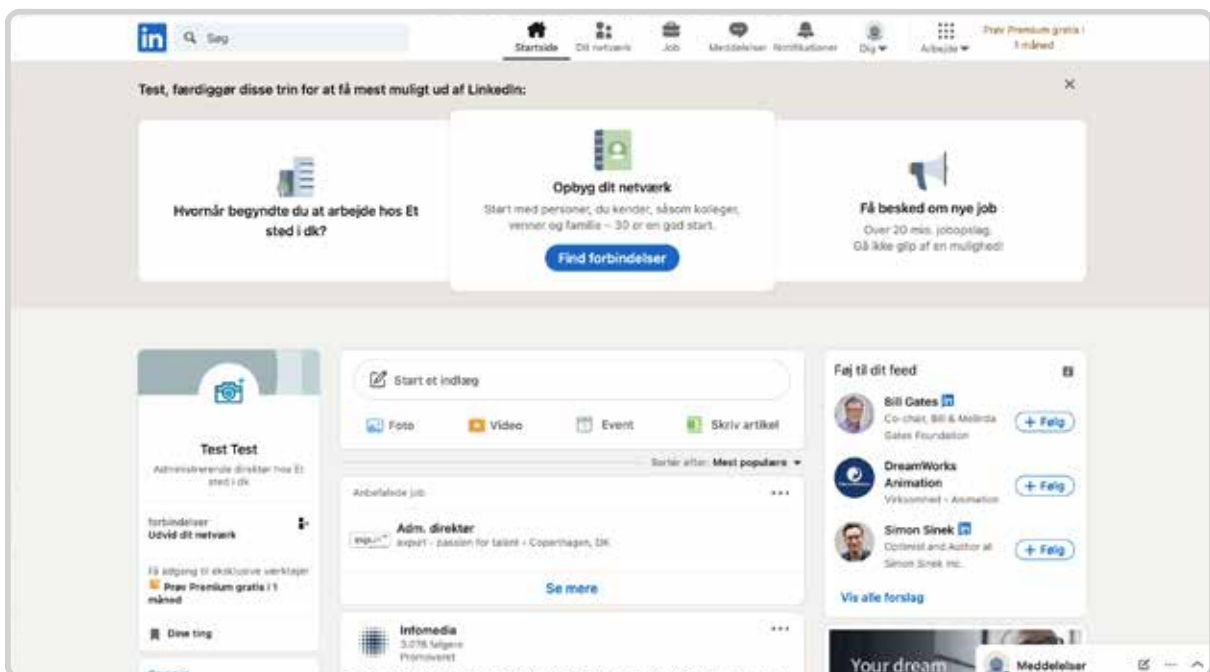 in
Søg
Startside
Dit netværk
Job
Meddelelser
Notifikationer
Dig
Arbejde
Prøv Premium gratis i
1 måned
Test, færdiggør disse trin for at få mest muligt ud af LinkedIn:
Hvornår begyndte du at arbejde hos Et
sted i dk?
Opbyg dit netværk
Start med personer, du kender, såsom kolleger,
venner og familie – 30 er en god start.
Find forbindelser
Få besked om nye job
Over 20 mio. jobopslag.
Gå ikke glip af en mulighed!
Test Test
Administrerende direktør hos Et
sted i dk
forbindelser
Udvid dit netværk
Få adgang til eksklusive værktøjer
Prøv Premium gratis i 1
måned
Dine ting
Start et indlæg
Foto
Video
Event
Skriv artikel
Sortér efter: Mest populære
Anbefalede job
Adm. direktør
expurt - passion for talent • Copenhagen, DK
Se mere
Infomedia
3.078 følgere
Promoveret
Føj til dit feed
Bill Gates in
Co-chair, Bill & Melinda
Gates Foundation
+ Følg
DreamWorks
Animation
Virksomhed • Animation
+ Følg
Simon Sinek in
Optimist and Author at
Simon Sinek Inc.
+ Følg
Vis alle forslag
Your dream
Meddelelser